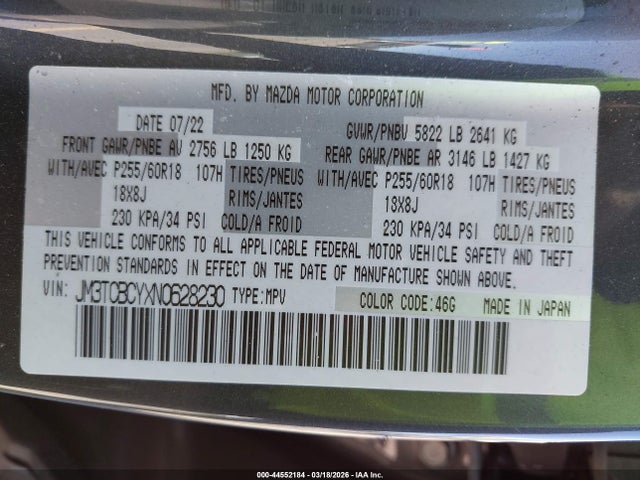 MFD. BY MAZDA MOTOR CORPORATION
DATE 07/22 GVWR/PNBV 5822 LB 2641 KG
FRONT GAWR/PNBE AV 2756 LB 1250 KG REAR GAWR/PNBE AR 3146 LB 1427 KG
WITH/AVEC P255/60R18 107H TIRES/PNEUS WITH/AVEC P255/60R18 107H TIRES/PNEUS
18X8J RIMS/JANTES 18X8J RIMS/JANTES
230 KPA/34 PSI COLD/A FROID 230 KPA/34 PSI COLD/A FROID
THIS VEHICLE CONFORMS TO ALL APPLICABLE FEDERAL MOTOR VEHICLE SAFETY AND THEFT
PREVENTION STANDARDS IN EFFECT ON THE DATE OF MANUFACTURE SHOWN ABOVE.
VIN: JM3TCBCYXN0628230 TYPE:MPV COLOR CODE:46G MADE IN JAPAN
000-44552184 | 03/18/2026 | IAA Inc.